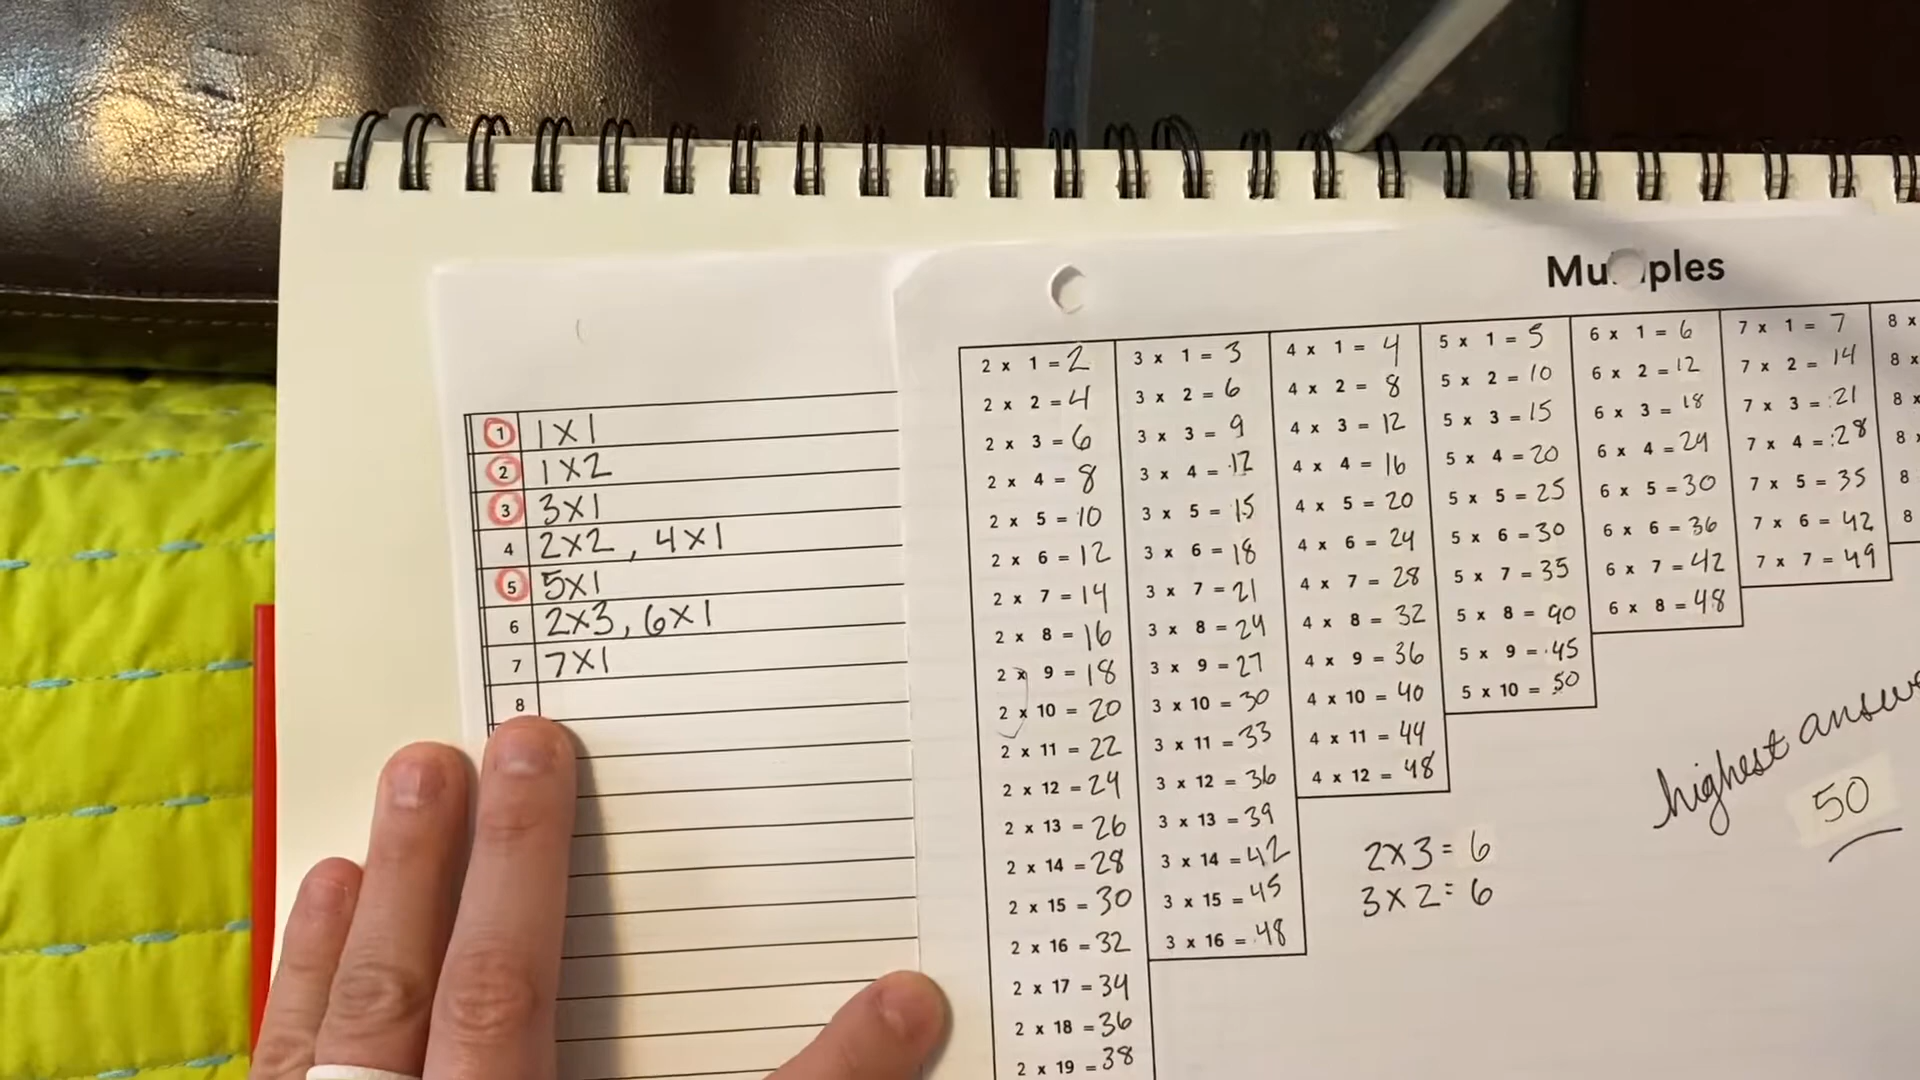 1 1X1
2 1X2
3 3X1
4 2X2, 4X1
5 5X1
6 2X3, 6X1
7 7X1
8
2 x 1 = 2
2 x 2 = 4
2 x 3 = 6
2 x 4 = 8
2 x 5 = 10
2 x 6 = 12
2 x 7 = 14
2 x 8 = 16
2 x 9 = 18
2 x 10 = 20
2 x 11 = 22
2 x 12 = 24
2 x 13 = 26
2 x 14 = 28
2 x 15 = 30
2 x 16 = 32
2 x 17 = 34
2 x 18 = 36
2 x 19 = 38
3 x 1 = 3
3 x 2 = 6
3 x 3 = 9
3 x 4 = 12
3 x 5 = 15
3 x 6 = 18
3 x 7 = 21
3 x 8 = 24
3 x 9 = 27
3 x 10 = 30
3 x 11 = 33
3 x 12 = 36
3 x 13 = 39
3 x 14 = 42
3 x 15 = 45
3 x 16 = 48
4 x 1 = 4
4 x 2 = 8
4 x 3 = 12
4 x 4 = 16
4 x 5 = 20
4 x 6 = 24
4 x 7 = 28
4 x 8 = 32
4 x 9 = 36
4 x 10 = 40
4 x 11 = 44
4 x 12 = 48
5 x 1 = 5
5 x 2 = 10
5 x 3 = 15
5 x 4 = 20
5 x 5 = 25
5 x 6 = 30
5 x 7 = 35
5 x 8 = 40
5 x 9 = 45
5 x 10 = 50
6 x 1 = 6
6 x 2 = 12
6 x 3 = 18
6 x 4 = 24
6 x 5 = 30
6 x 6 = 36
6 x 7 = 42
6 x 8 = 48
7 x 1 = 7
7 x 2 = 14
7 x 3 = 21
7 x 4 = 28
7 x 5 = 35
7 x 6 = 42
7 x 7 = 49
8 x
8 x
8 x
8
8
8
2X3=6
3X2=6
highest
50